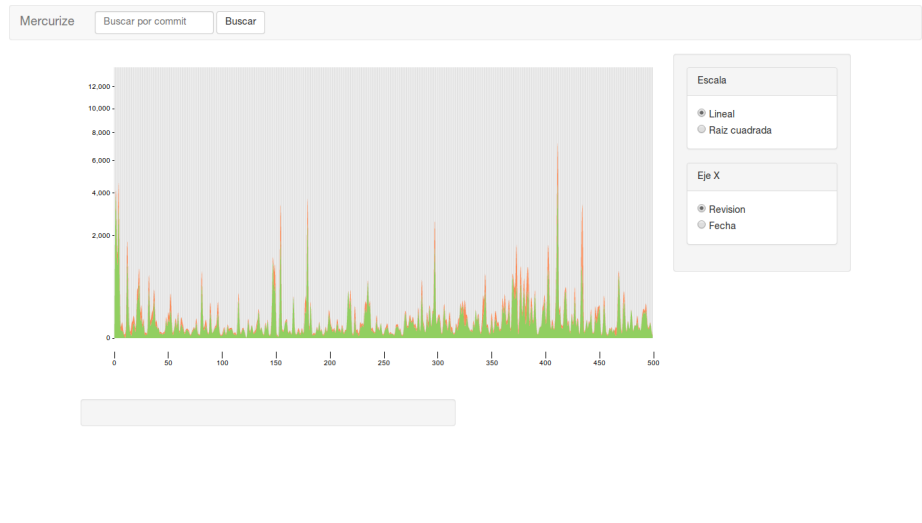 Mercurize
Buscar por commit
Buscar
12,000
10,000
8,000
6,000
4,000
2,000
0
0 50 100 150 200 250 300 350 400 450 500
Escala
Lineal
Raiz cuadrada
Eje X
Revision
Fecha